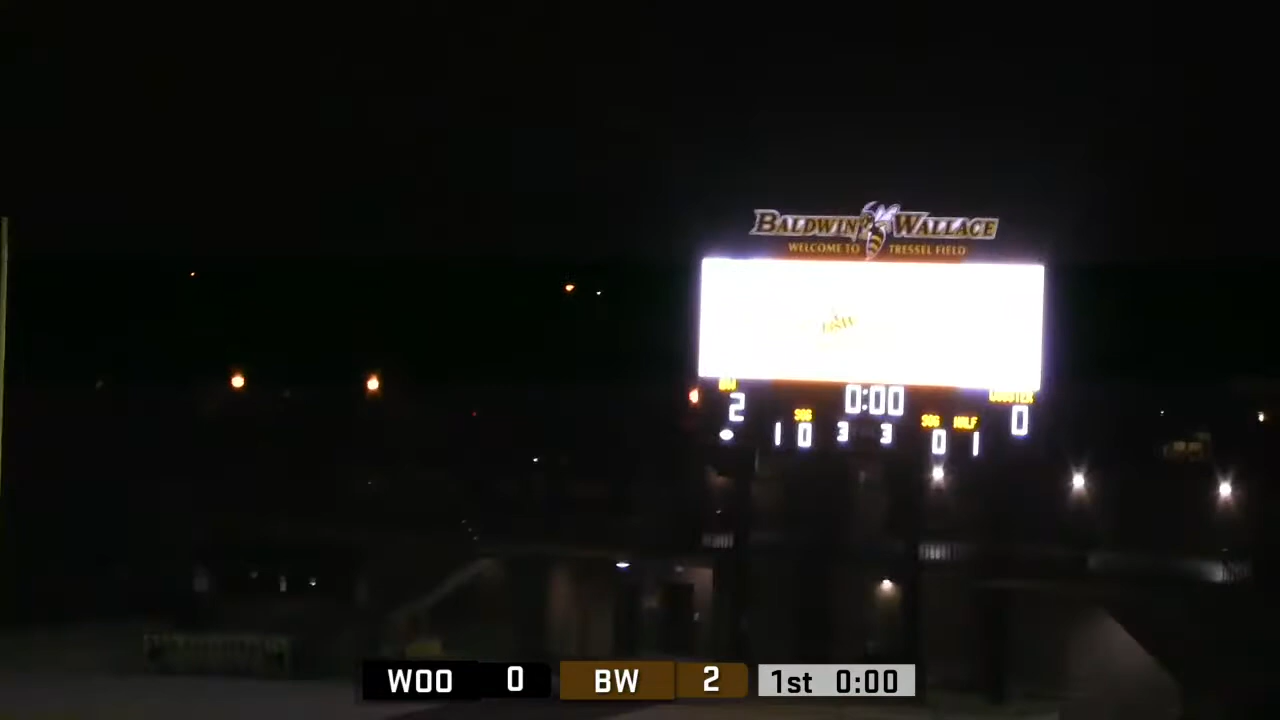 BALDWIN WALLACE
WELCOME TO TRESSEL FIELD
BW
2 0:00 WOOSTER 0
SOG SOG HALF
1 0 3 3 0 1
WOO 0 BW 2 1st 0:00